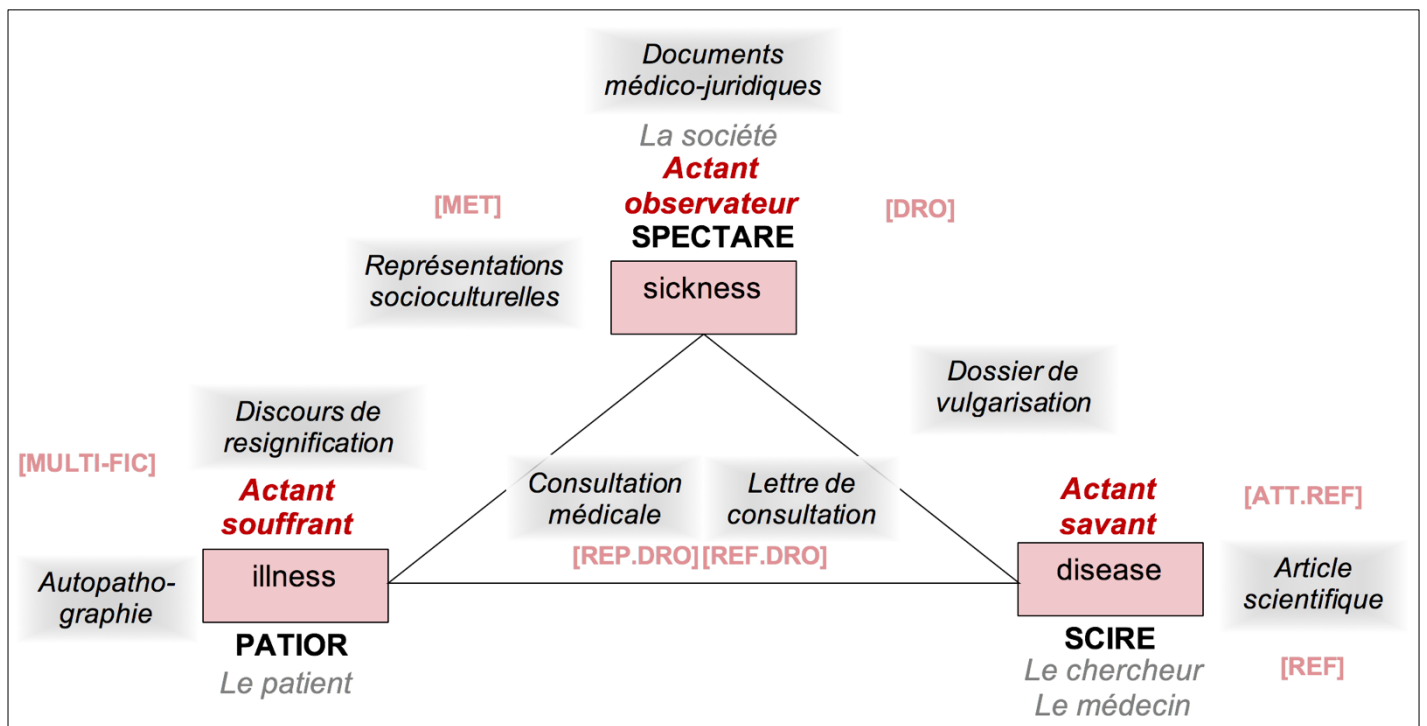 Documents
médico-juridiques
La société
Actant
observateur
SPECTARE
[MET]
[DRO]
Représentations
socioculturelles
sickness
Dossier de
vulgarisation
Discours de
resignification
[MULTI-FIC]
Actant
souffrant
Consultation
médicale
Lettre de
consultation
[REP.DRO]
[REF.DRO]
Actant
savant
[ATT.REF]
Autopatho-
graphie
illness
PATIOR
Le patient
disease
SCIRE
Le chercheur
Le médecin
Article
scientifique
[REF]